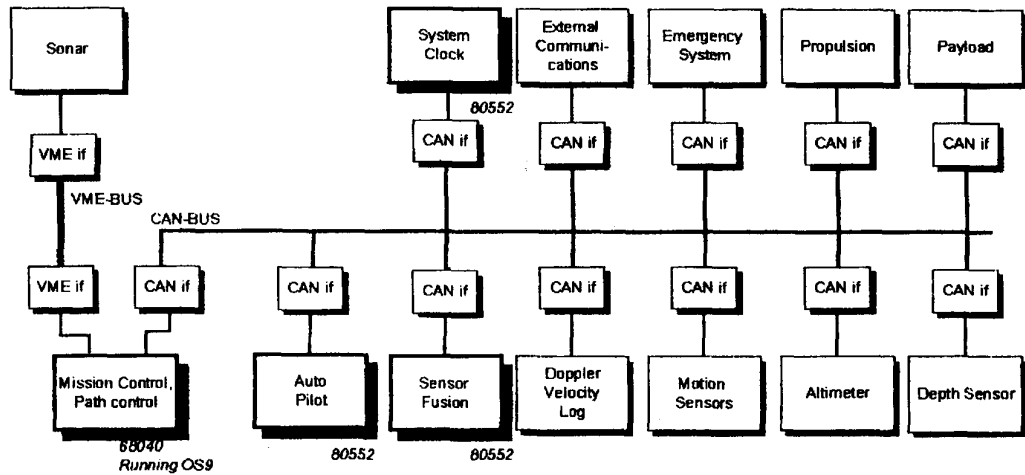 Sonar
System
Clock
External
Communi-
cations
Emergency
System
Propulsion
Payload
80552
VME if
CAN if
CAN if
CAN if
CAN if
CAN if
VME-BUS
CAN-BUS
VME if
CAN if
CAN if
CAN if
CAN if
CAN if
CAN if
CAN if
Mission Control,
Path control
Auto
Pilot
Sensor
Fusion
Doppler
Velocity
Log
Motion
Sensors
Altimeter
Depth Sensor
68040
Running OS9
80552
80552